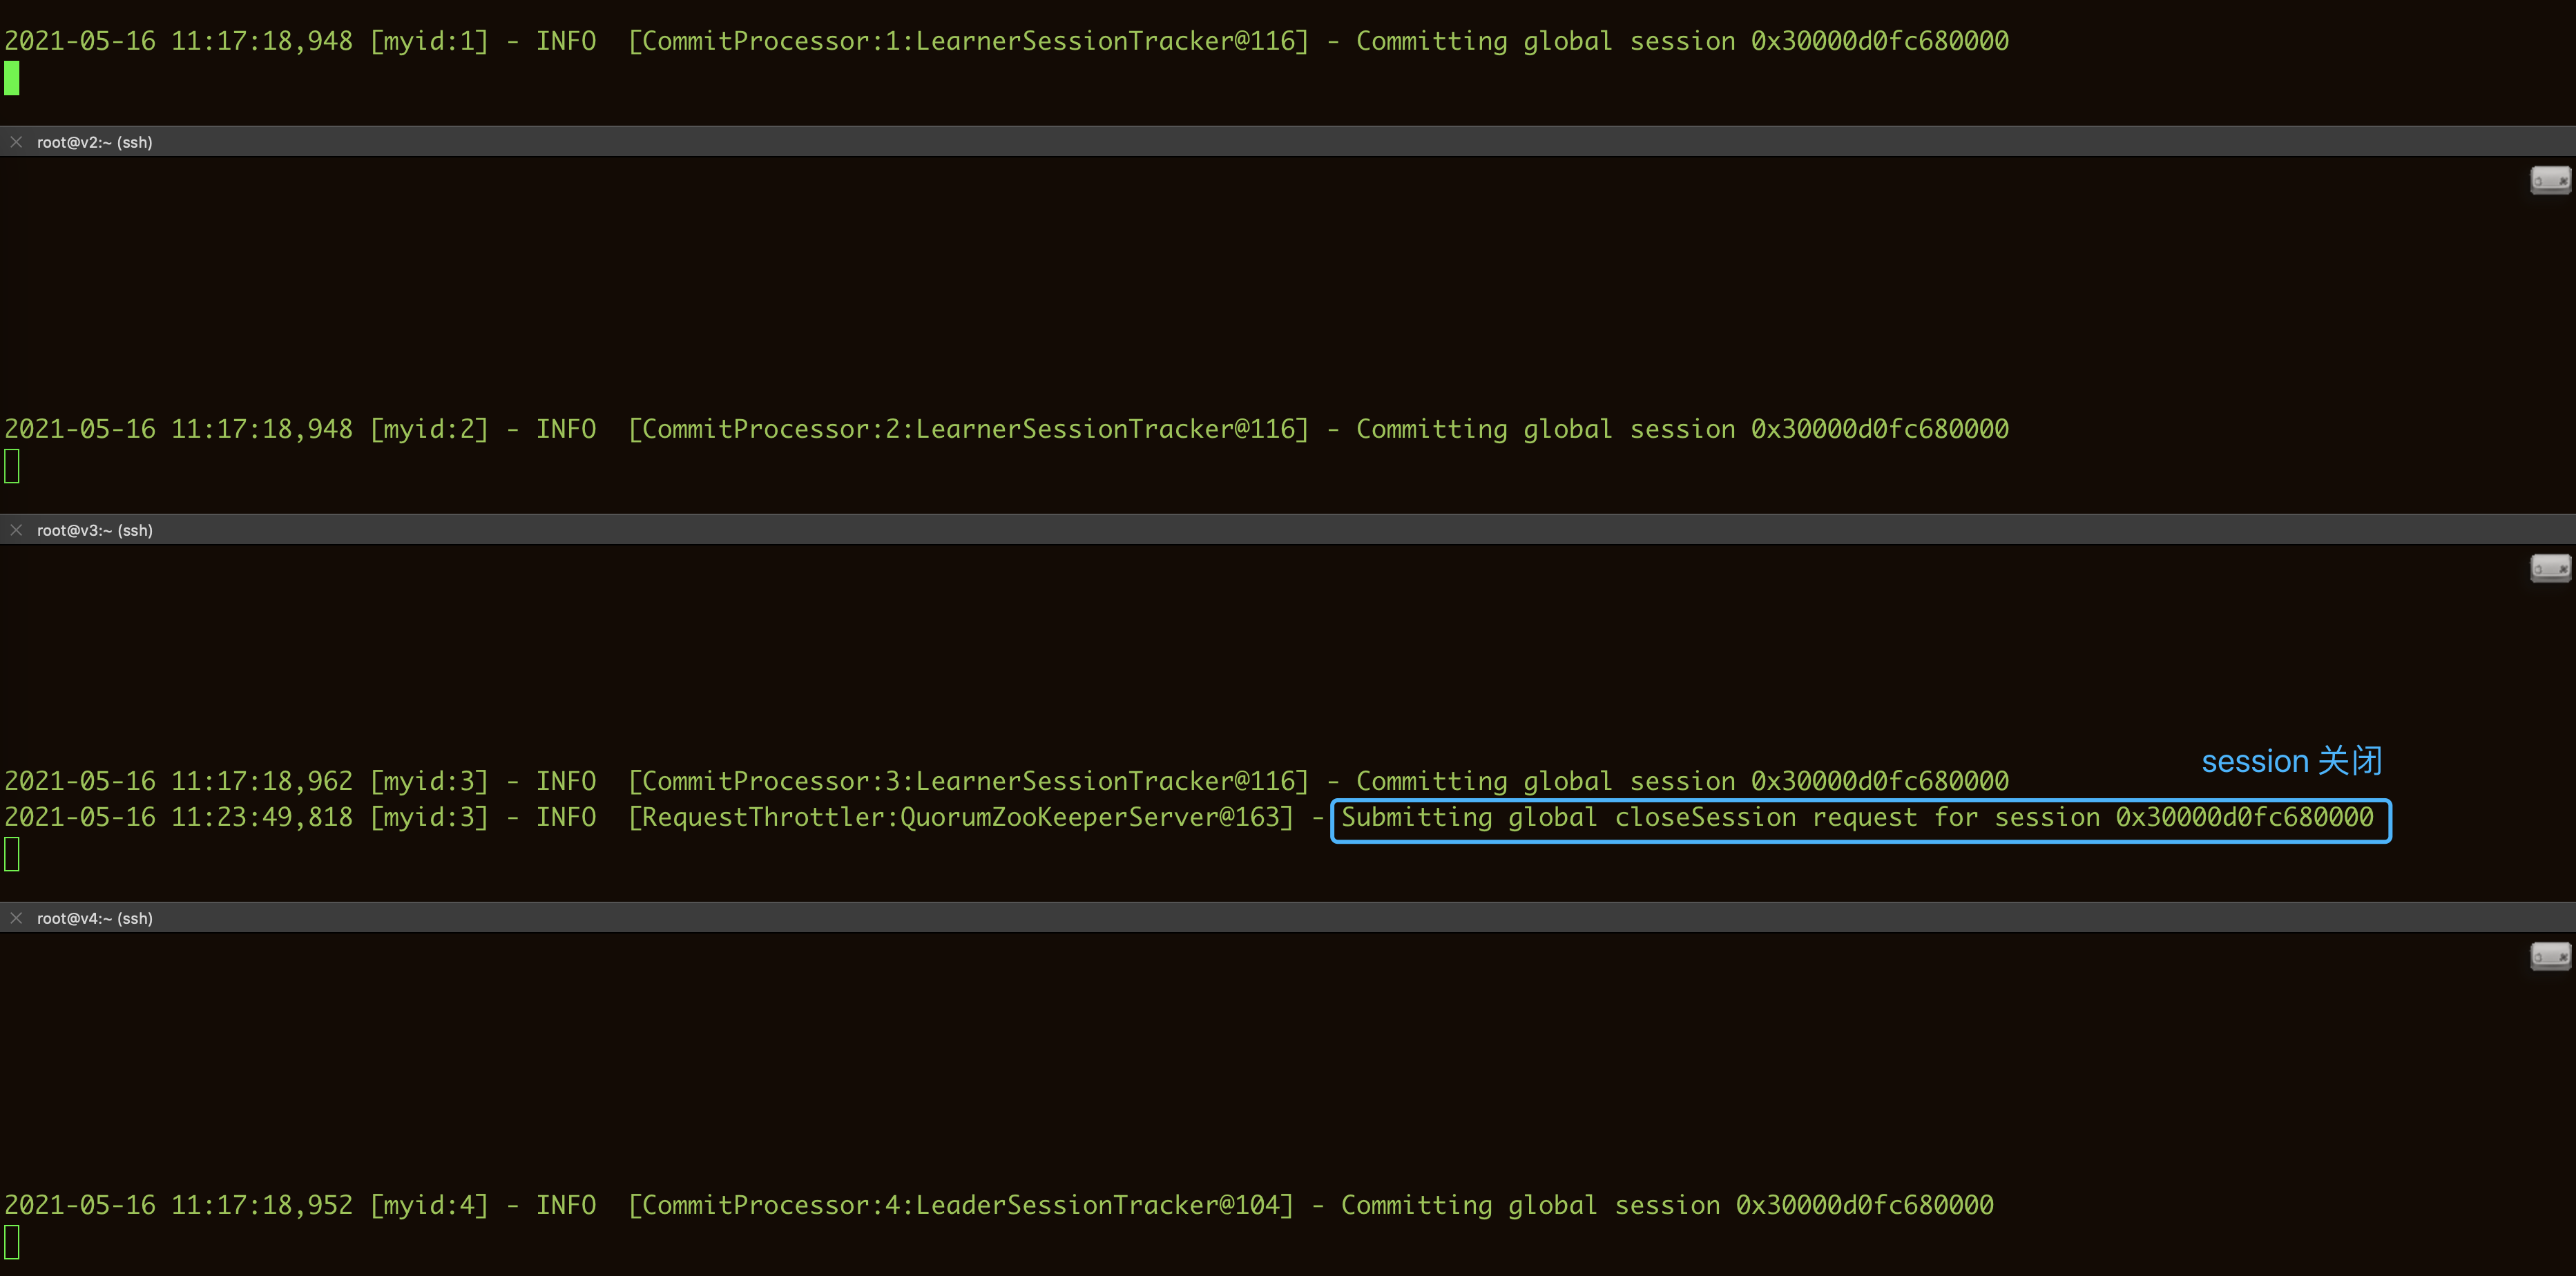 2021-05-16 11:17:18,948 [myid:1] - INFO  [CommitProcessor:1:LearnerSessionTracker@116] - Committing global session 0x30000d0fc680000
root@v2:~ (ssh)
2021-05-16 11:17:18,948 [myid:2] - INFO  [CommitProcessor:2:LearnerSessionTracker@116] - Committing global session 0x30000d0fc680000
root@v3:~ (ssh)
session 关闭
2021-05-16 11:17:18,962 [myid:3] - INFO  [CommitProcessor:3:LearnerSessionTracker@116] - Committing global session 0x30000d0fc680000
2021-05-16 11:23:49,818 [myid:3] - INFO  [RequestThrottler:QuorumZooKeeperServer@163] - Submitting global closeSession request for session 0x30000d0fc680000
root@v4:~ (ssh)
2021-05-16 11:17:18,952 [myid:4] - INFO  [CommitProcessor:4:LeaderSessionTracker@104] - Committing global session 0x30000d0fc680000